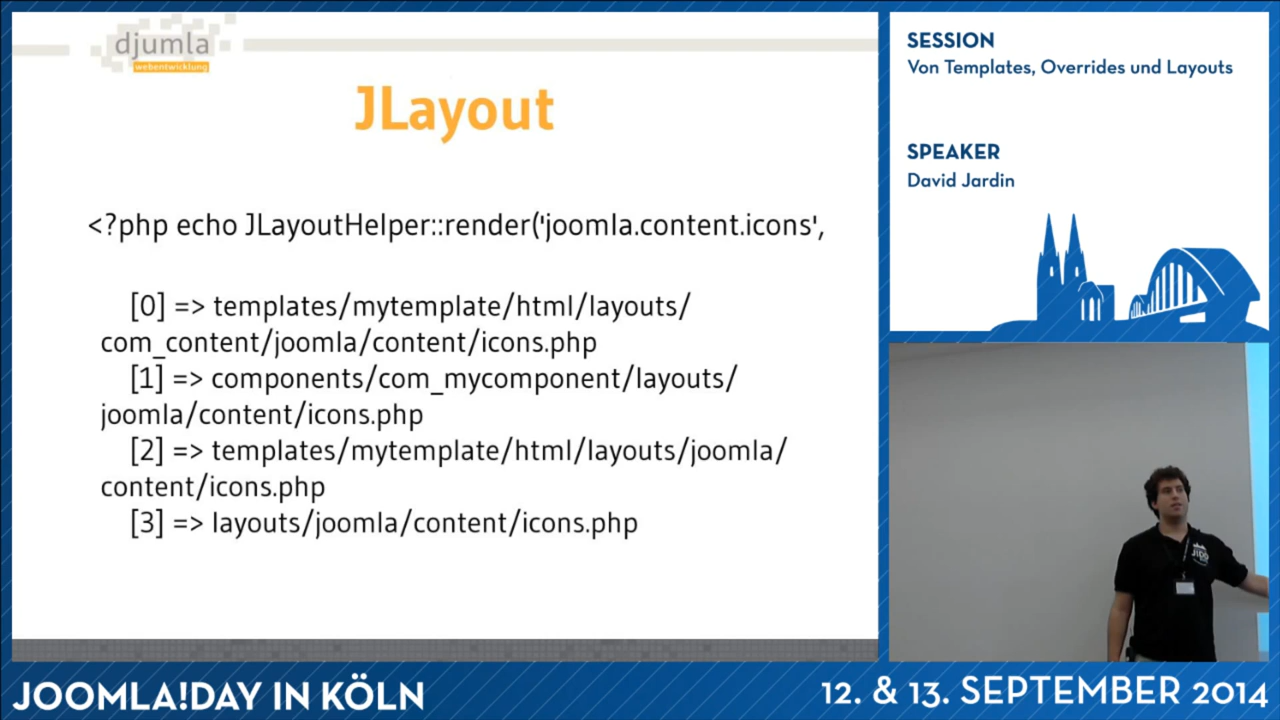 djumla
webentwicklung
JLayout
<?php echo JLayoutHelper::render('joomla.content.icons',
[0] => templates/mytemplate/html/layouts/
com_content/joomla/content/icons.php
[1] => components/com_mycomponent/layouts/
joomla/content/icons.php
[2] => templates/mytemplate/html/layouts/joomla/
content/icons.php
[3] => layouts/joomla/content/icons.php
SESSION
Von Templates, Overrides und Layouts
SPEAKER
David Jardin
JOOMLA!DAY IN KÖLN
12. & 13. SEPTEMBER 2014